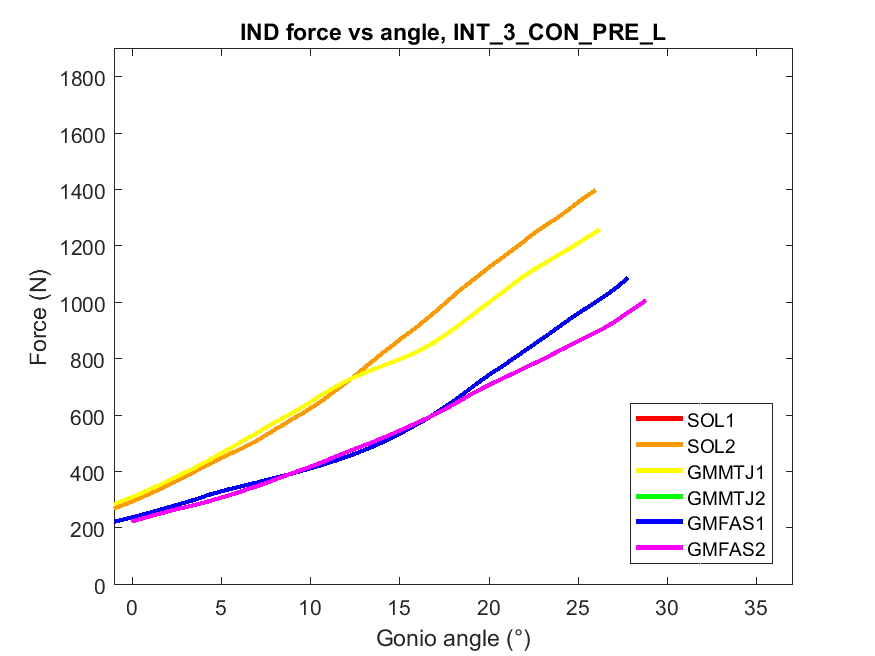 IND force vs angle, INT_3_CON_PRE_L
1800
1600
1400
1200
1000
800
600
400
200
0
Force (N)
0 5 10 15 20 25 30 35
Gonio angle (°)
SOL1
SOL2
GMMTJ1
GMMTJ2
GMFAS1
GMFAS2